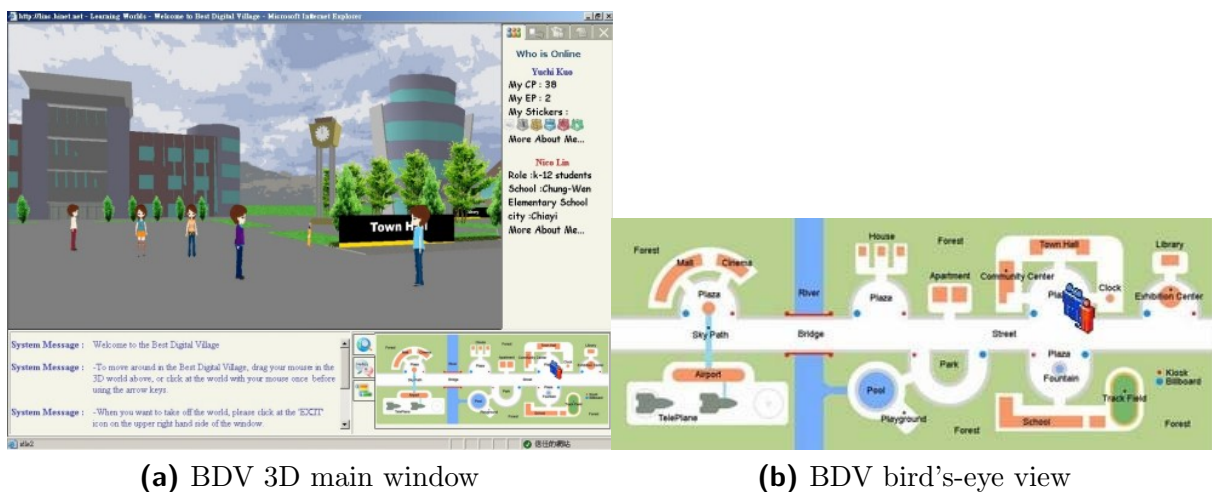 http://linc.hinet.net - Learning Worlds - Welcome to Best Digital Village - Microsoft Internet Explorer
Who is Online
Yuchi Kuo
My CP : 38
My EP : 2
My Stickers :
More About Me...
Nico Lin
Role :k-12 students
School :Chung-Wen
Elementary School
city :Chiayi
More About Me...
Town Hall
System Message : Welcome to the Best Digital Village
System Message : -To move around in the Best Digital Village, drag your mouse in the
3D world above, or click at the world with your mouse once before
using the arrow keys.
System Message : -When you want to take off the world, please click at the 'EXIT'
icon on the upper right hand side of the window.
信任的網站
(a) BDV 3D main window
Forest
Mall
Cinema
Plaza
Sky Path
Airport
TelePlane
River
Bridge
House
Plaza
Forest
Apartment
Community Center
Town Hall
Plaza
Clock
Library
Exhibition Center
Street
Pool
Playground
Park
Forest
Plaza
Fountain
School
Track Field
Kiosk
Billboard
Forest
(b) BDV bird's-eye view